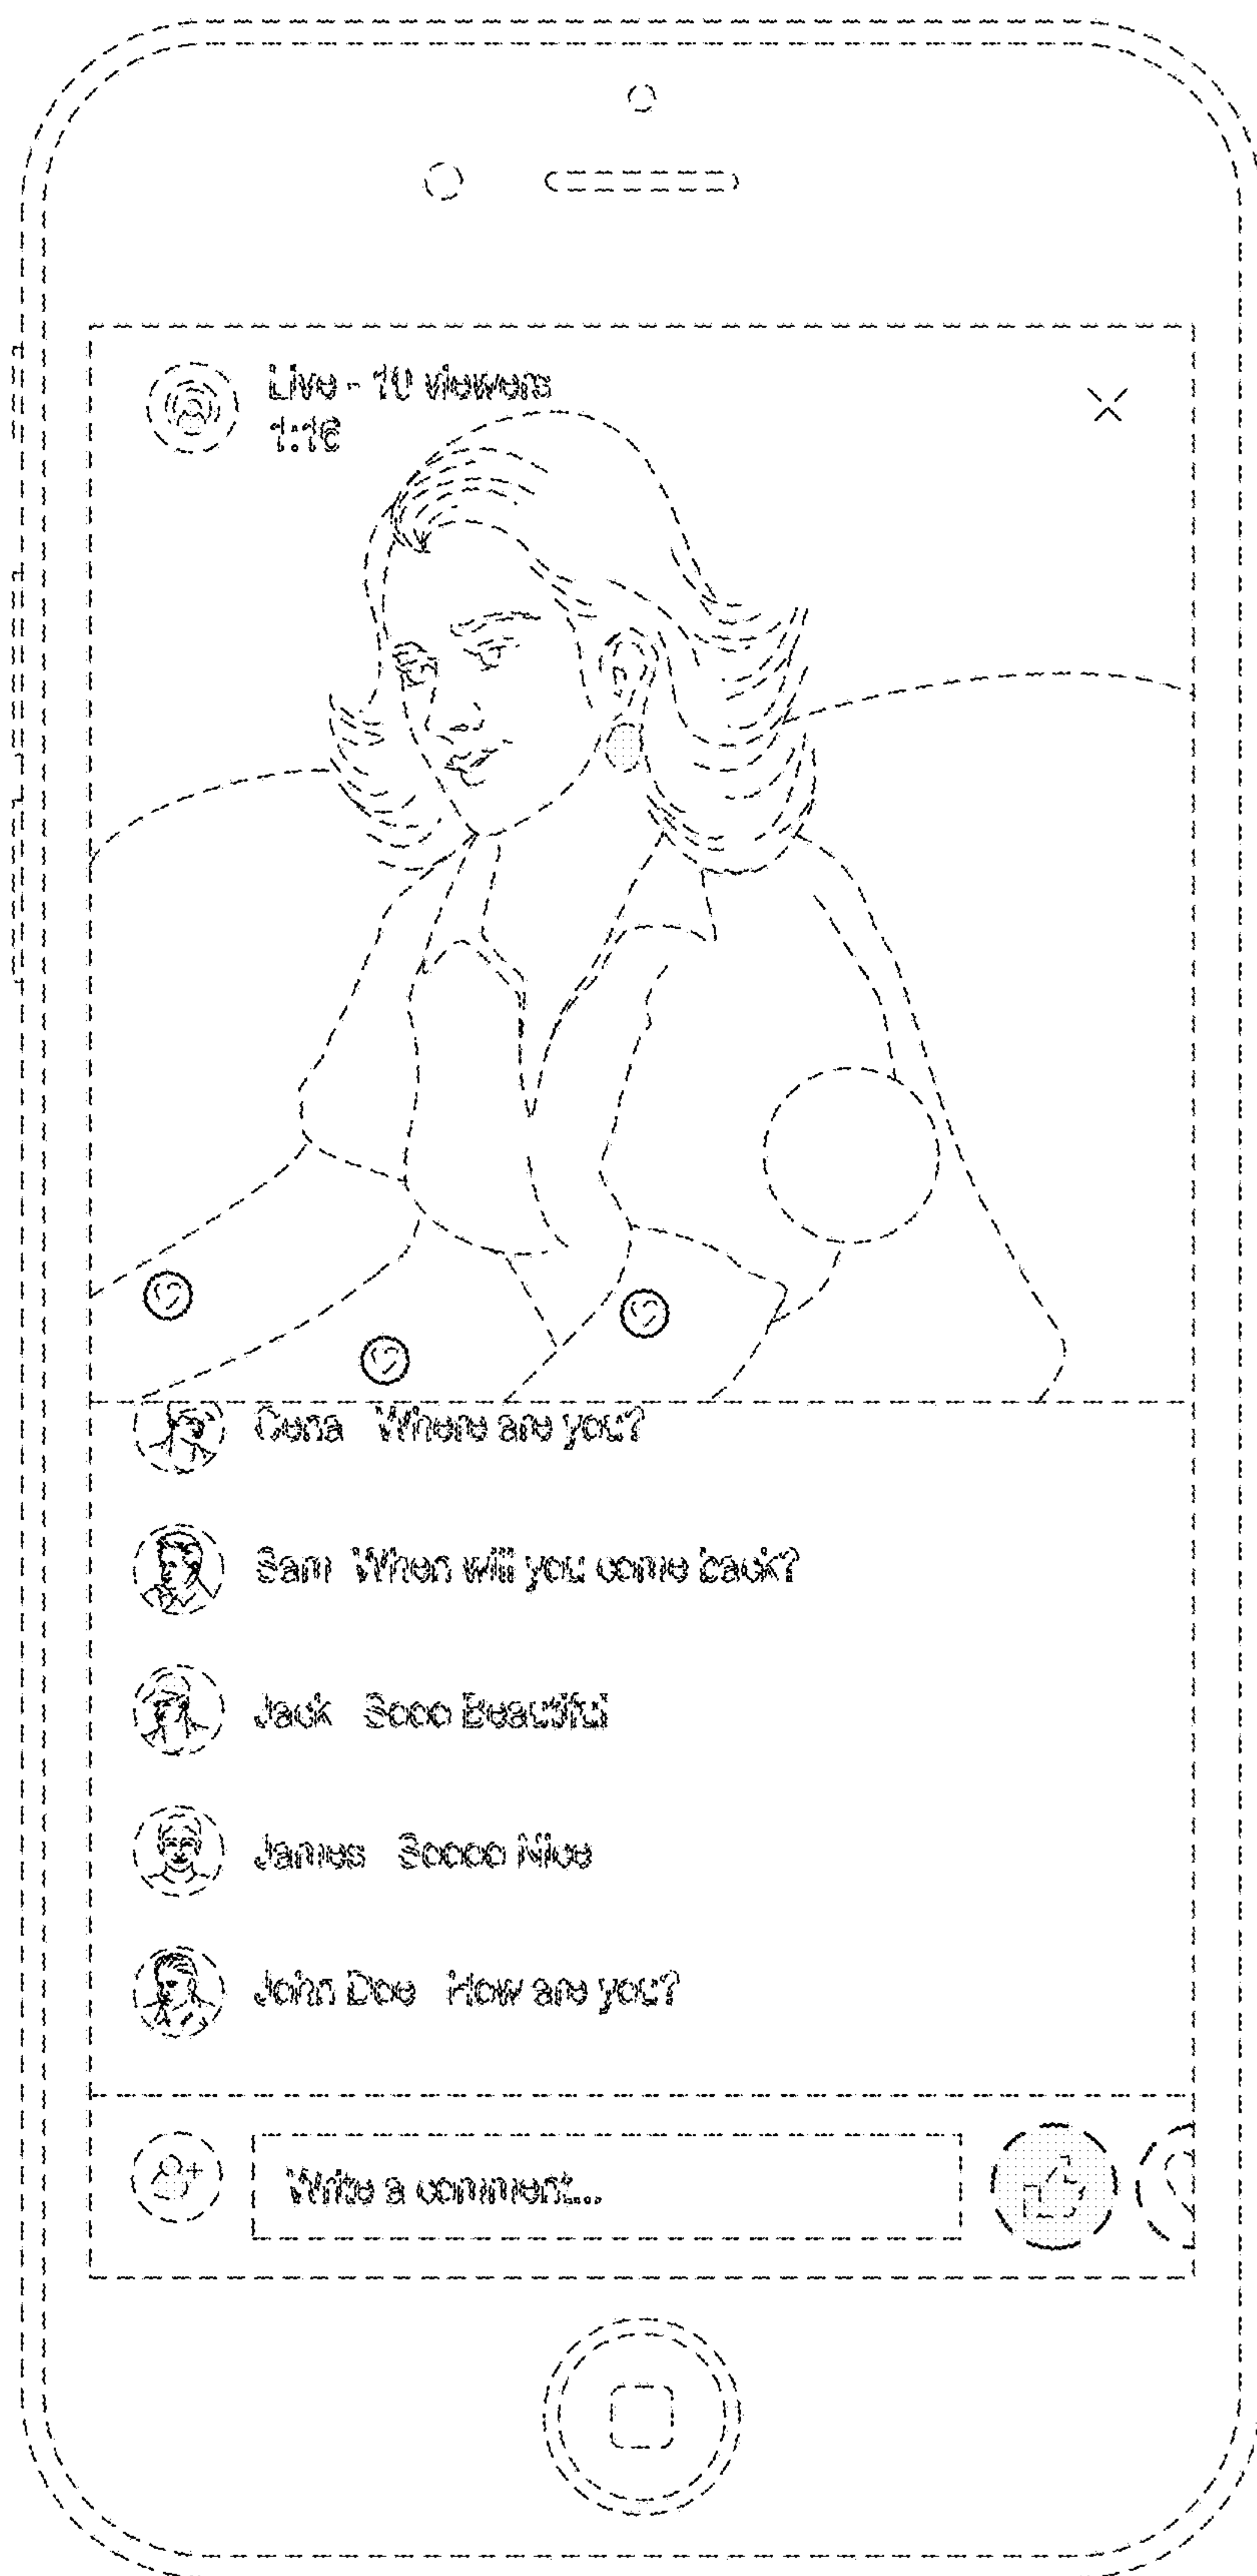 Live - 10 viewers
1:16
Cena Where are you?
Sam When will you come back?
Jack Sooo Beautiful
James Soooo Nice
John Doe How are you?
Write a comment...